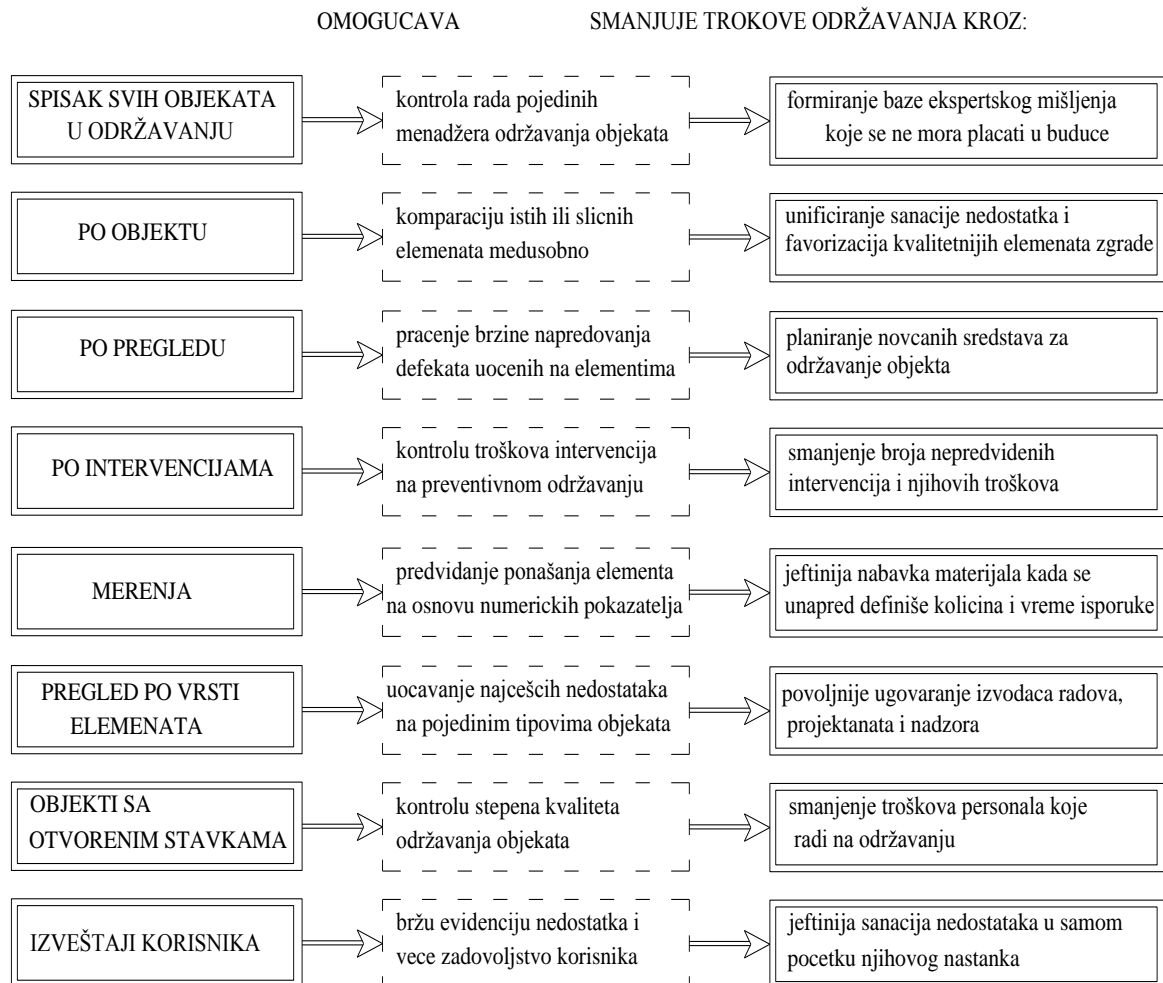 OMOGUCAVA
SMANJUJE TROKOVE ODRŽAVANJA KROZ:
SPISAK SVIH OBJEKATA
U ODRŽAVANJU
kontrola rada pojedinih
menadžera održavanja objekata
formiranje baze ekspertskog mišljenja
koje se ne mora placati u buduce
PO OBJEKTU
komparaciju istih ili slicnih
elemenata medusobno
unificiranje sanacije nedostatka i
favorizacija kvalitetnijih elemenata zgrade
PO PREGLEDU
pracenje brzine napredovanja
defekata uocenih na elementima
planiranje novcanih sredstava za
održavanje objekta
PO INTERVENCIJAMA
kontrolu troškova intervencija
na preventivnom održavanju
smanjenje broja nepredvidenih
intervencija i njihovih troškova
MERENJA
predvidanje ponašanja elementa
na osnovu numerickih pokazatelja
jeftinija nabavka materijala kada se
unapred definiše kolicina i vreme isporuke
PREGLED PO VRSTI
ELEMENATA
uocavanje najcešcih nedostataka
na pojedinim tipovima objekata
povoljnije ugovaranje izvodaca radova,
projektanata i nadzora
OBJEKTI SA
OTVORENIM STAVKAMA
kontrolu stepena kvaliteta
održavanja objekata
smanjenje troškova personala koje
radi na održavanju
IZVEŠTAJI KORISNIKA
bržu evidenciju nedostatka i
vece zadovoljstvo korisnika
jeftinija sanacija nedostataka u samom
pocetku njihovog nastanka